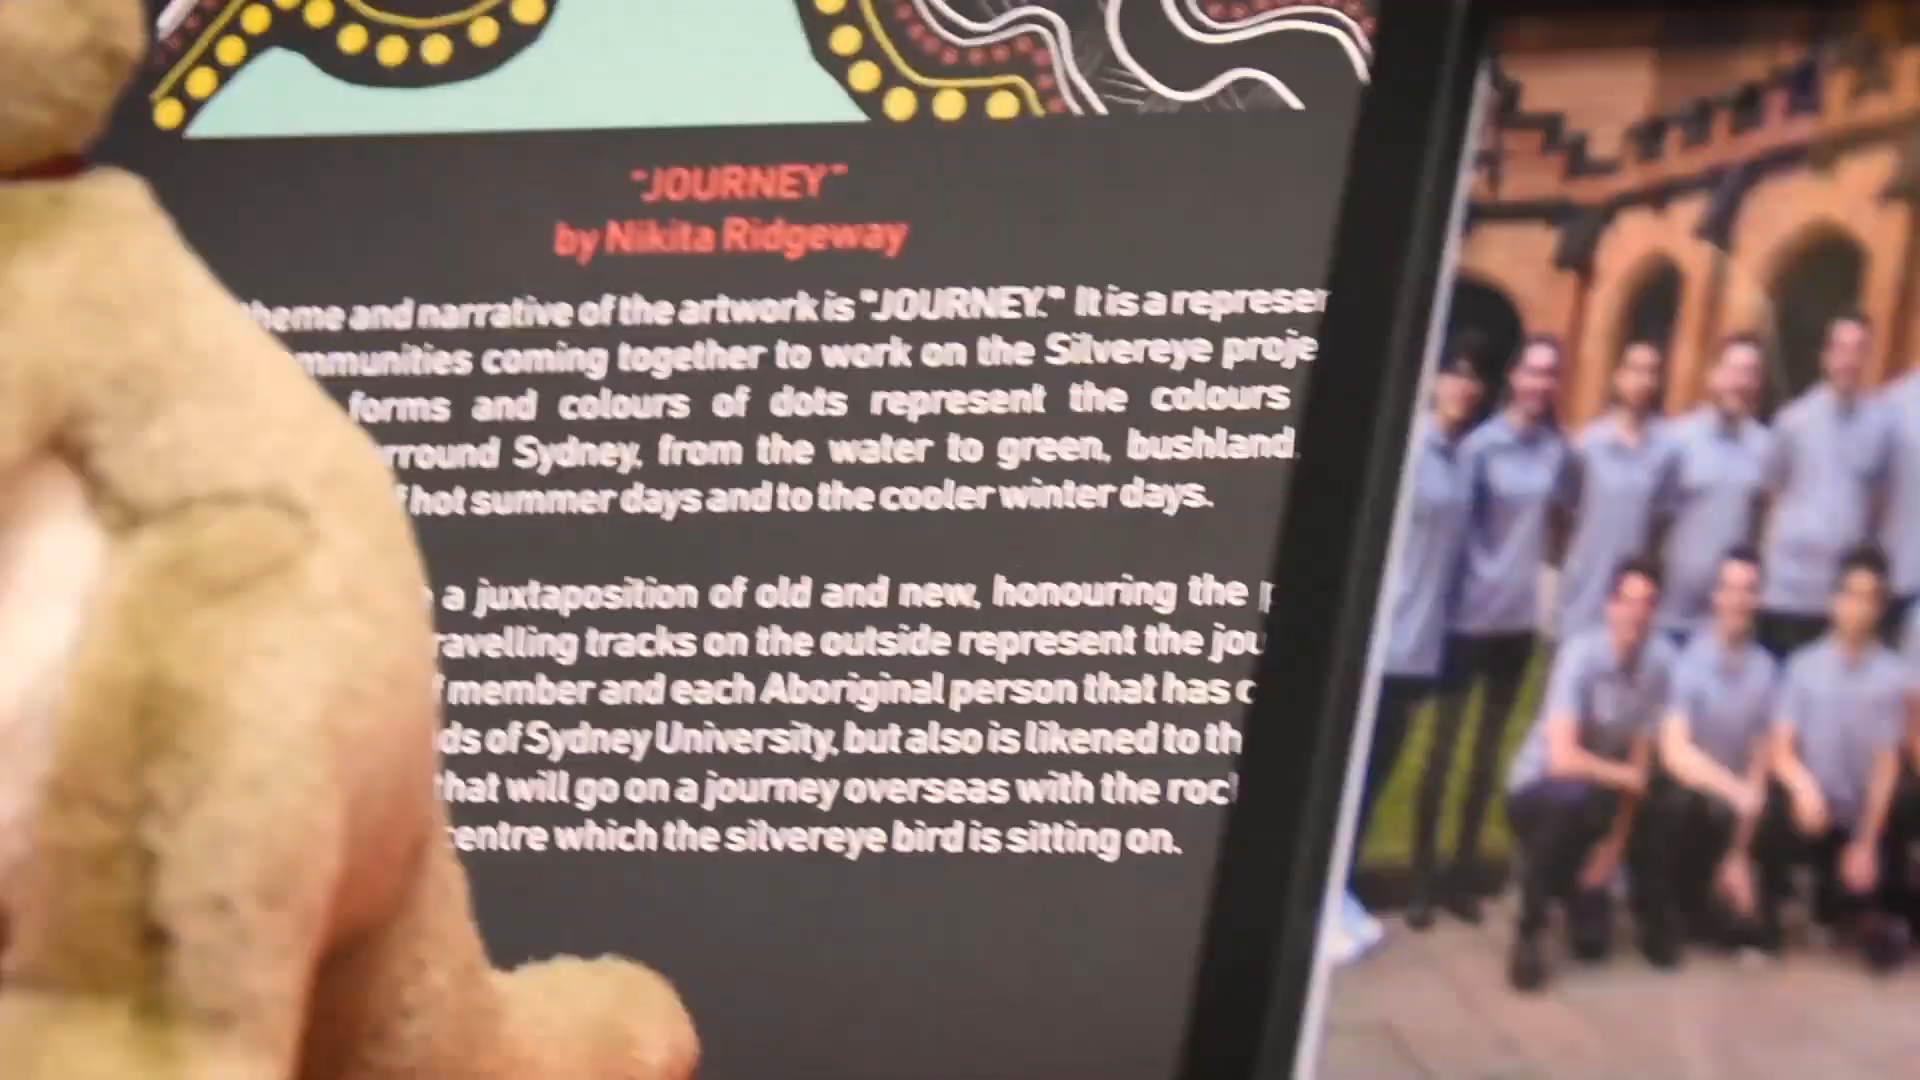 "JOURNEY"
by Nikita Ridgeway
heme and narrative of the artwork is "JOURNEY." It is a represen
mmunities coming together to work on the Silvereye proje
forms and colours of dots represent the colours
rround Sydney, from the water to green, bushland,
f hot summer days and to the cooler winter days.
a juxtaposition of old and new, honouring the p
ravelling tracks on the outside represent the jou
f member and each Aboriginal person that has c
ds of Sydney University, but also is likened to th
that will go on a journey overseas with the rock
centre which the silvereye bird is sitting on.